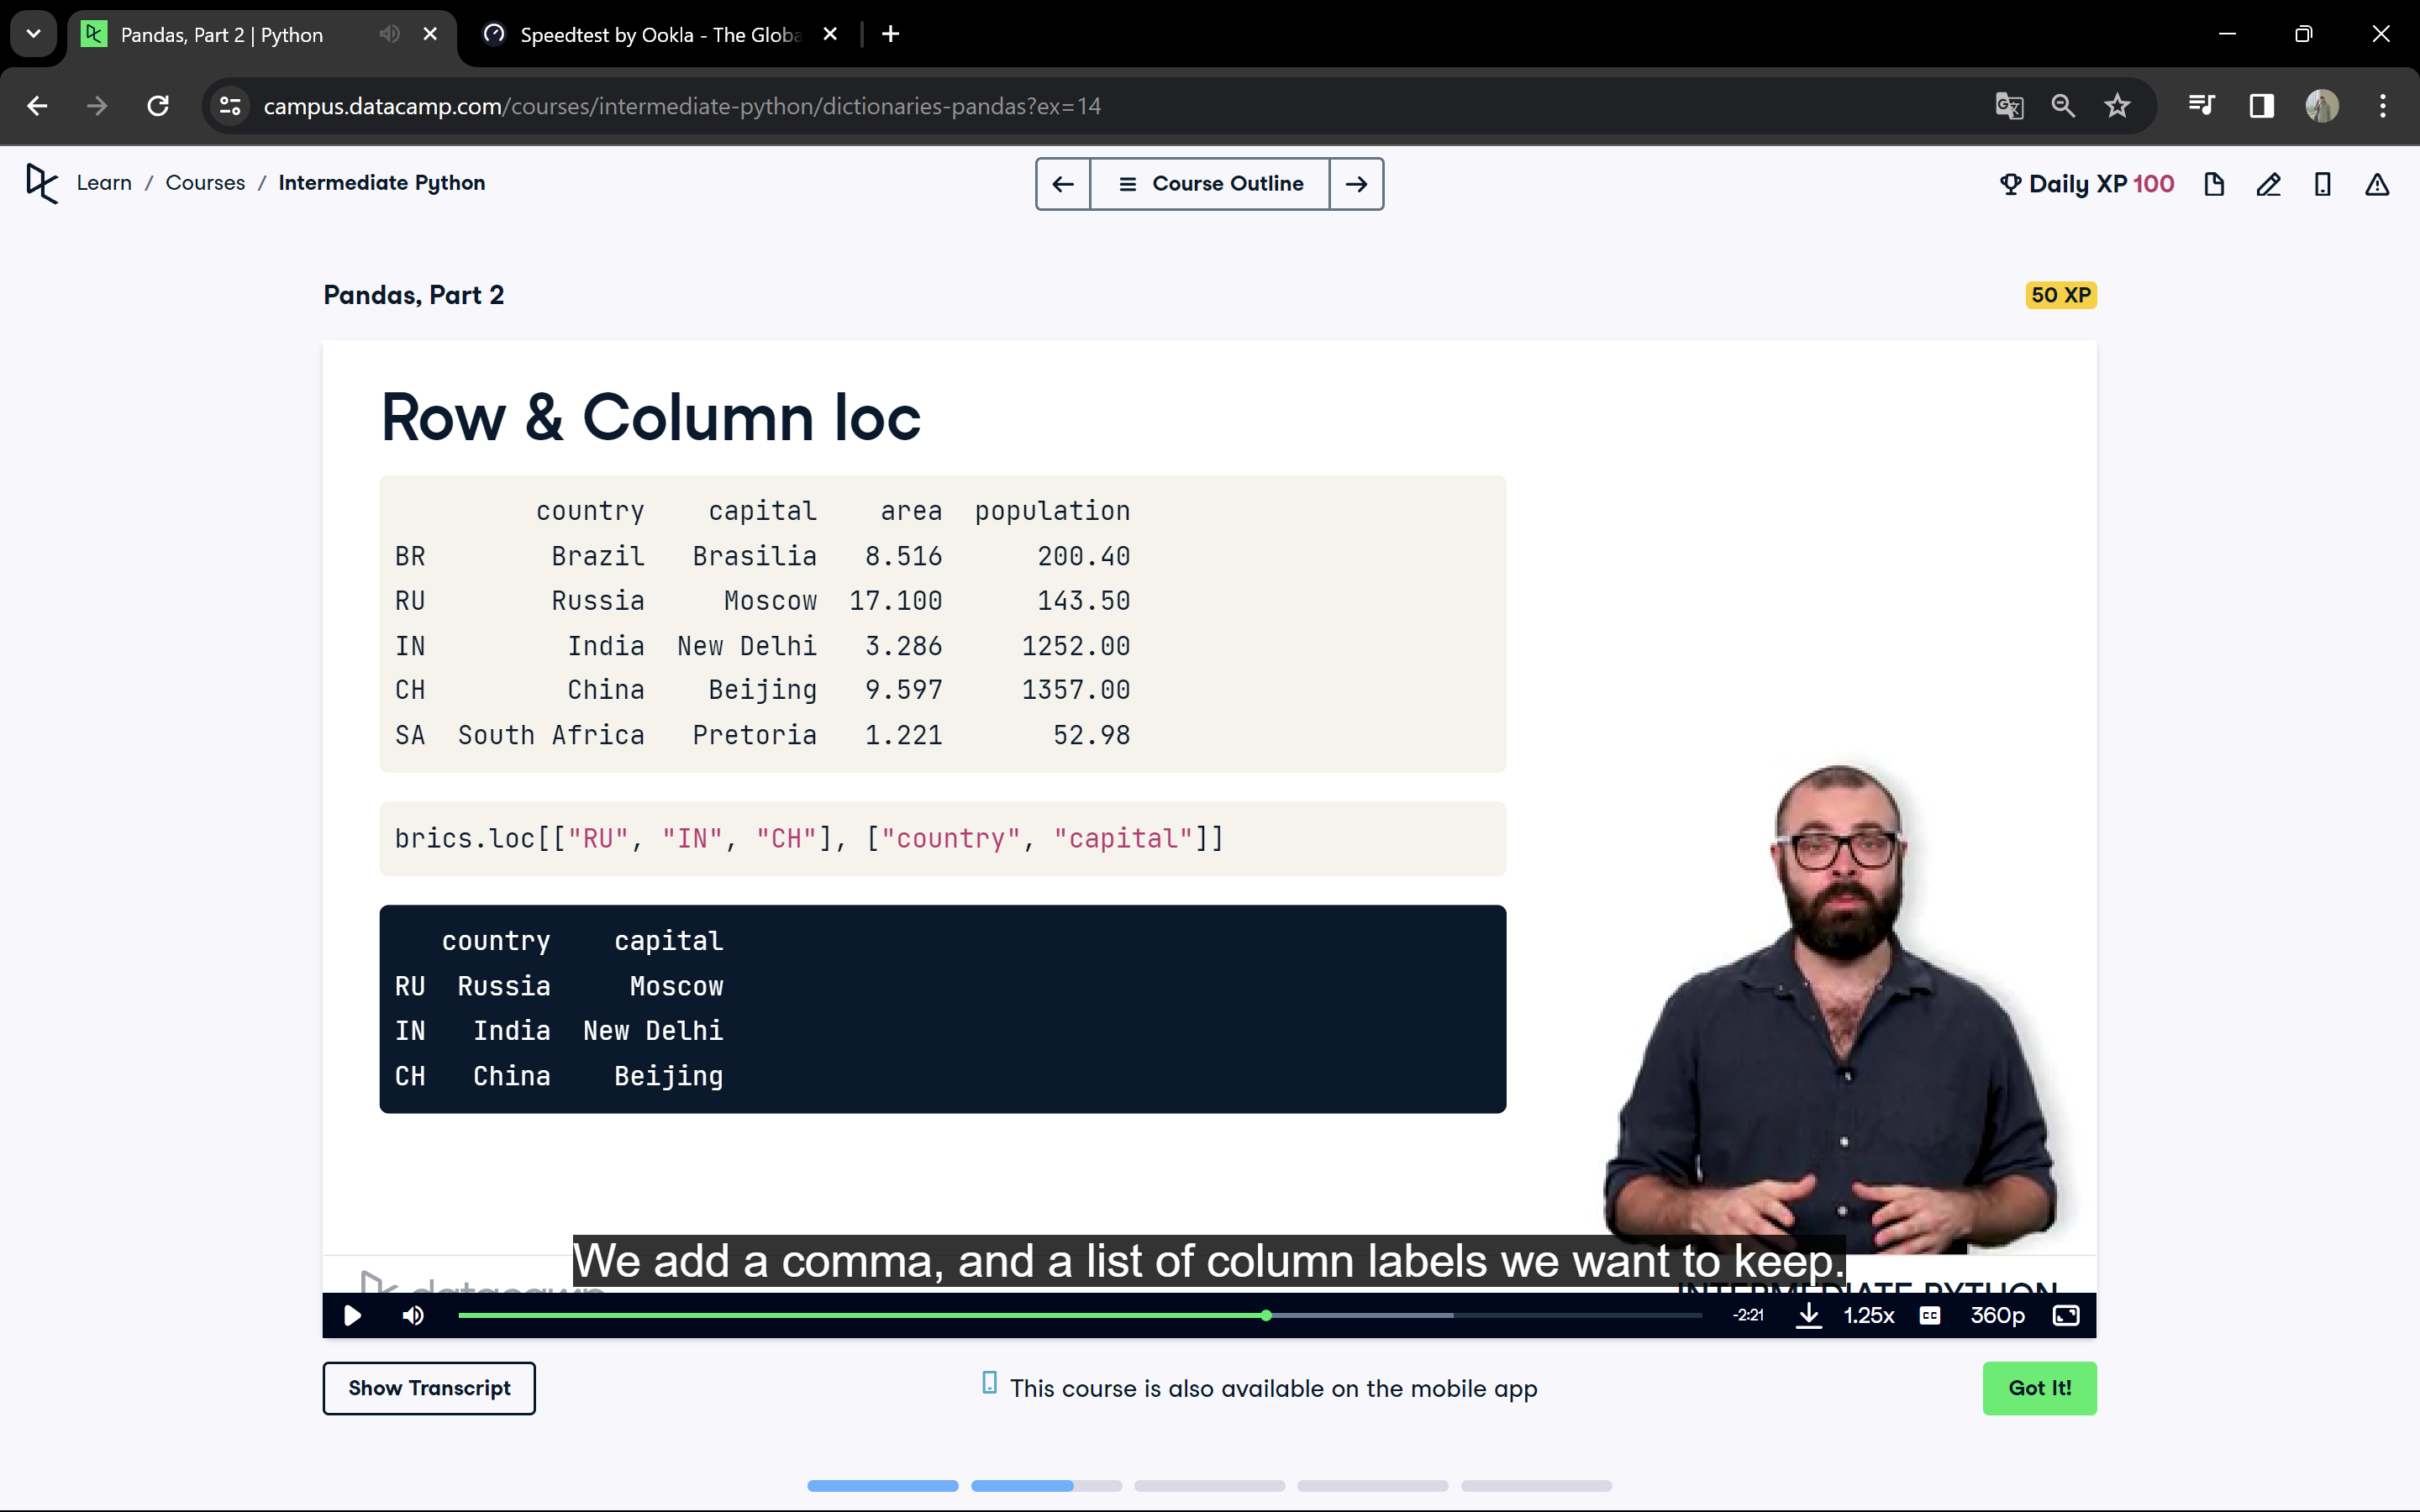 Pandas, Part 2 | Python
Speedtest by Ookla - The Globa
campus.datacamp.com/courses/intermediate-python/dictionaries-pandas?ex=14
Learn / Courses / Intermediate Python
Course Outline
Daily XP 100
Pandas, Part 2
50 XP
Row & Column loc
country capital area population
BR Brazil Brasilia 8.516 200.40
RU Russia Moscow 17.100 143.50
IN India New Delhi 3.286 1252.00
CH China Beijing 9.597 1357.00
SA South Africa Pretoria 1.221 52.98
brics.loc[["RU", "IN", "CH"], ["country", "capital"]]
country capital
RU Russia Moscow
IN India New Delhi
CH China Beijing
We add a comma, and a list of column labels we want to keep.
datacamp
INTERMEDIATE PYTHON
-2:21
1.25x
CC
360p
Show Transcript
This course is also available on the mobile app
Got It!